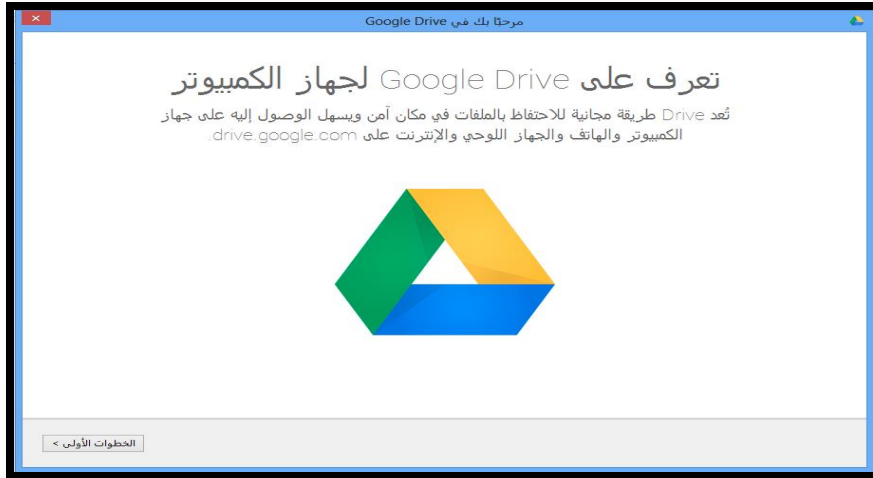 مرحبًا بك في Google Drive
تعرف على Google Drive لجهاز الكمبيوتر
تُعد Drive طريقة مجانية للاحتفاظ بالملفات في مكان آمن ويسهل الوصول إليه على جهاز
الكمبيوتر والهاتف والجهاز اللوحي والإنترنت على drive.google.com.
الخطوات الأولى >